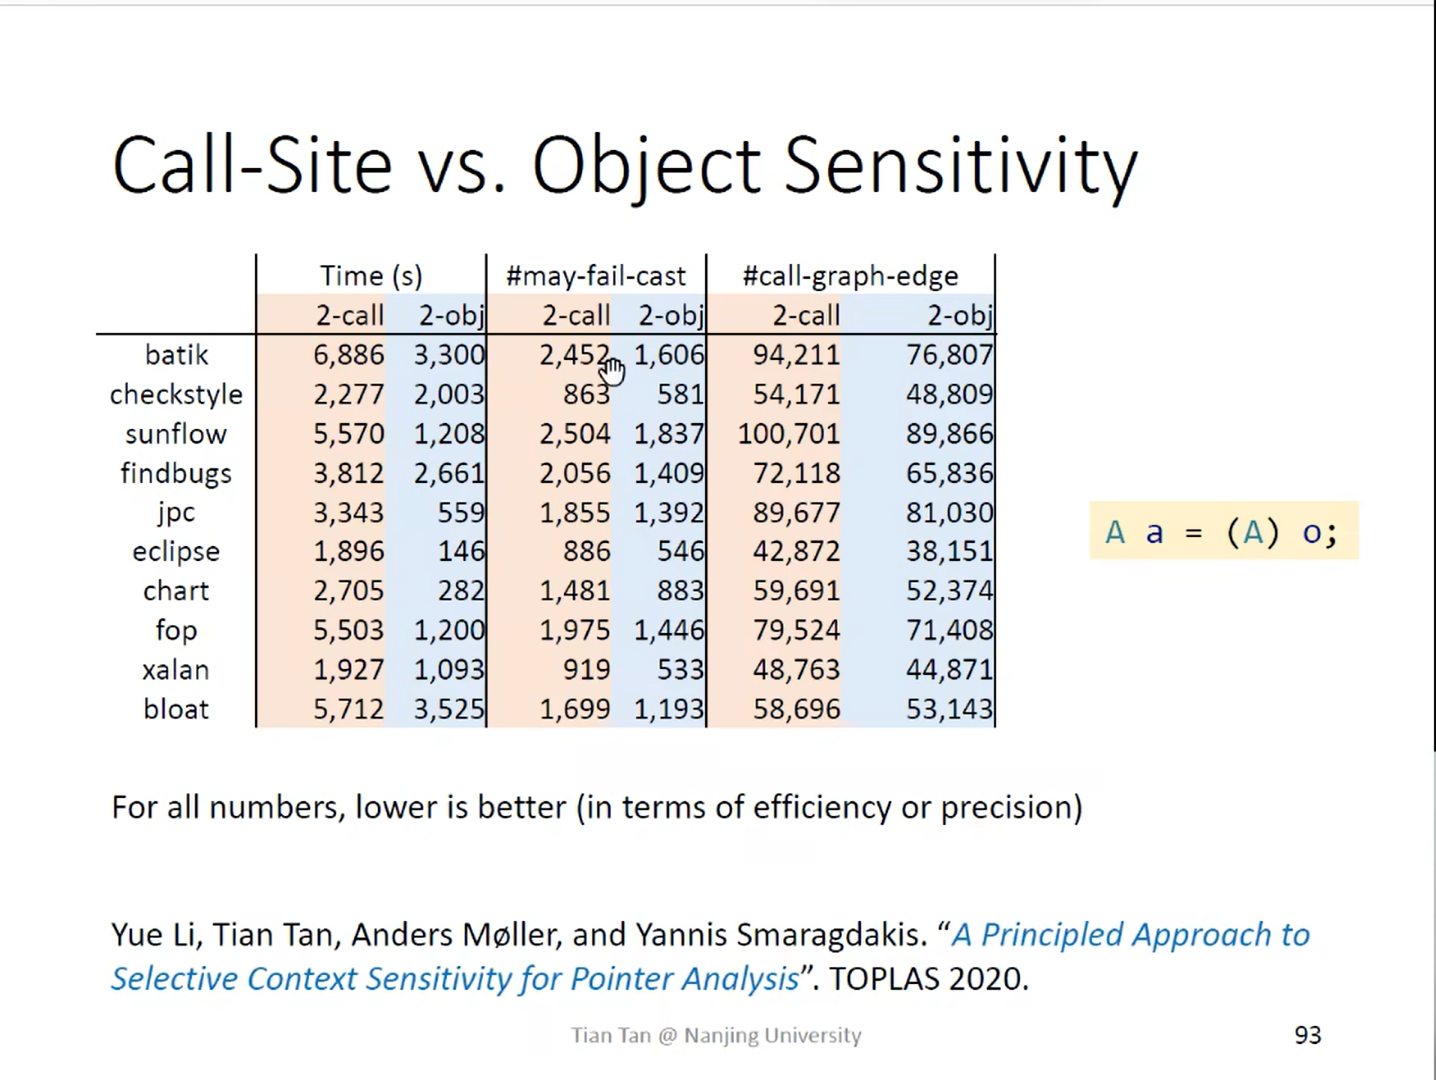 Call-Site vs. Object Sensitivity
Time (s) #may-fail-cast #call-graph-edge
2-call 2-obj 2-call 2-obj 2-call 2-obj
batik 6,886 3,300 2,452 1,606 94,211 76,807
checkstyle 2,277 2,003 863 581 54,171 48,809
sunflow 5,570 1,208 2,504 1,837 100,701 89,866
findbugs 3,812 2,661 2,056 1,409 72,118 65,836
jpc 3,343 559 1,855 1,392 89,677 81,030
eclipse 1,896 146 886 546 42,872 38,151
chart 2,705 282 1,481 883 59,691 52,374
fop 5,503 1,200 1,975 1,446 79,524 71,408
xalan 1,927 1,093 919 533 48,763 44,871
bloat 5,712 3,525 1,699 1,193 58,696 53,143
A a = (A) o;
For all numbers, lower is better (in terms of efficiency or precision)
Yue Li, Tian Tan, Anders Møller, and Yannis Smaragdakis. “A Principled Approach to
Selective Context Sensitivity for Pointer Analysis”. TOPLAS 2020.
Tian Tan @ Nanjing University
93